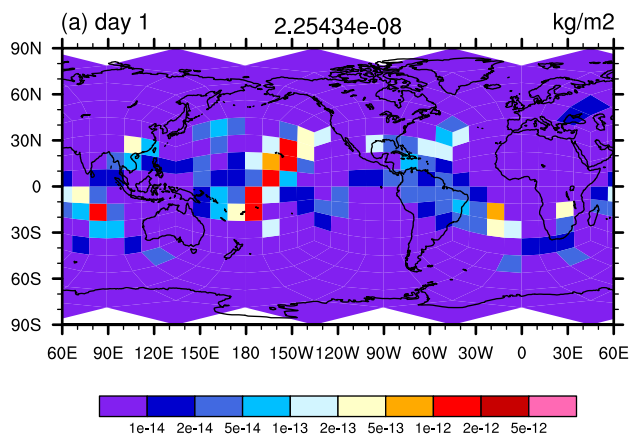 (a) day 1 2.25434e-08 kg/m2
90N
60N
30N
0
30S
60S
90S
60E 90E 120E 150E 180 150W 120W 90W 60W 30W 0 30E 60E
1e-14 2e-14 5e-14 1e-13 2e-13 5e-13 1e-12 2e-12 5e-12